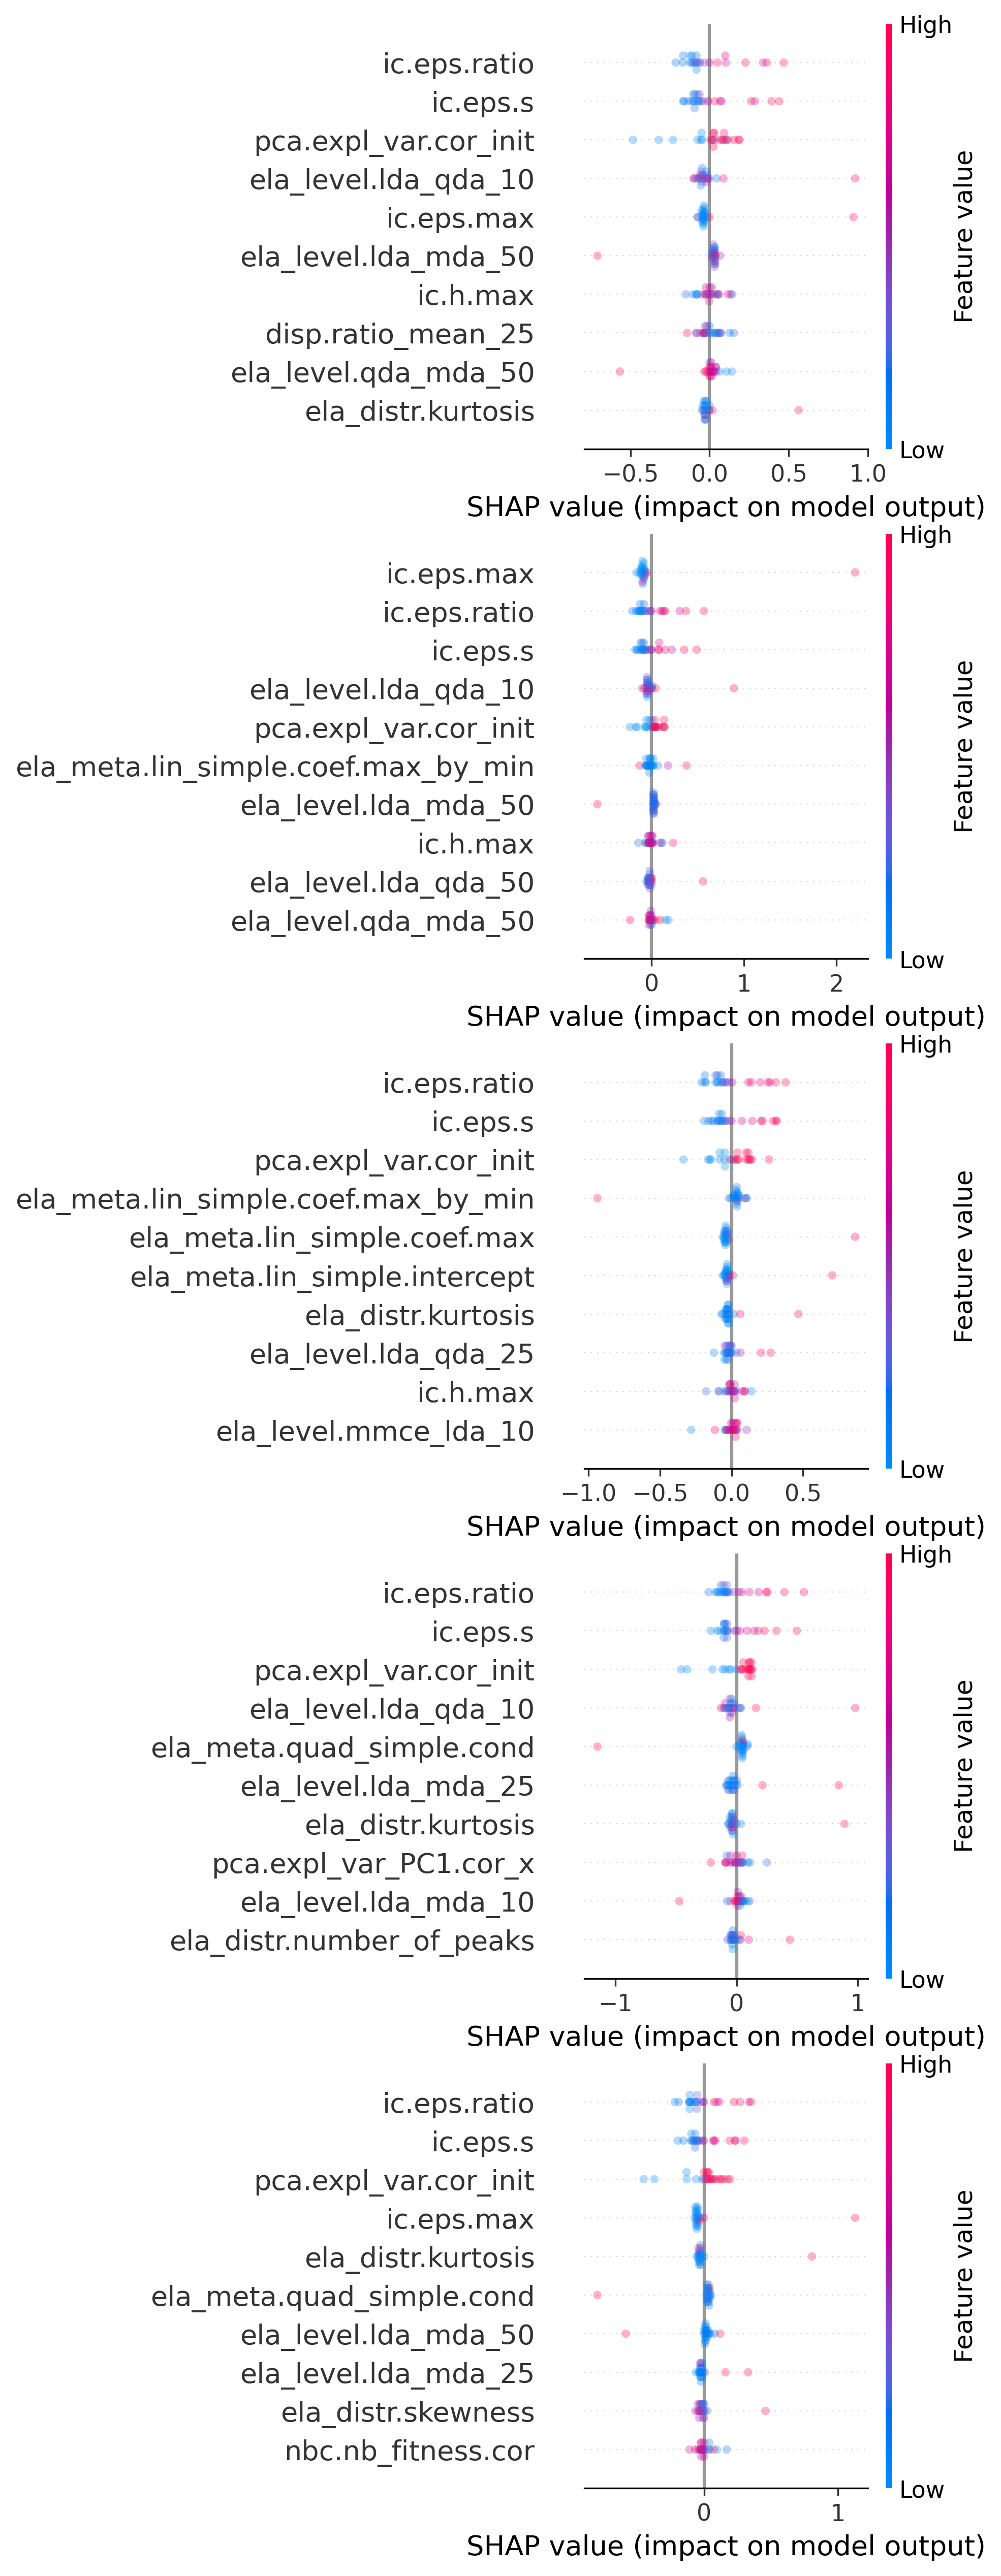 High
ic.eps.ratio
ic.eps.s
pca.expl_var.cor_init
ela_level.lda_qda_10
ic.eps.max
ela_level.lda_mda_50
ic.h.max
disp.ratio_mean_25
ela_level.qda_mda_50
ela_distr.kurtosis
Feature value
Low
−0.5 0.0 0.5 1.0
SHAP value (impact on model output)
High
ic.eps.max
ic.eps.ratio
ic.eps.s
ela_level.lda_qda_10
pca.expl_var.cor_init
ela_meta.lin_simple.coef.max_by_min
ela_level.lda_mda_50
ic.h.max
ela_level.lda_qda_50
ela_level.qda_mda_50
Feature value
Low
0 1 2
SHAP value (impact on model output)
High
ic.eps.ratio
ic.eps.s
pca.expl_var.cor_init
ela_meta.lin_simple.coef.max_by_min
ela_meta.lin_simple.coef.max
ela_meta.lin_simple.intercept
ela_distr.kurtosis
ela_level.lda_qda_25
ic.h.max
ela_level.mmce_lda_10
Feature value
Low
−1.0 −0.5 0.0 0.5
SHAP value (impact on model output)
High
ic.eps.ratio
ic.eps.s
pca.expl_var.cor_init
ela_level.lda_qda_10
ela_meta.quad_simple.cond
ela_level.lda_mda_25
ela_distr.kurtosis
pca.expl_var_PC1.cor_x
ela_level.lda_mda_10
ela_distr.number_of_peaks
Feature value
Low
−1 0 1
SHAP value (impact on model output)
High
ic.eps.ratio
ic.eps.s
pca.expl_var.cor_init
ic.eps.max
ela_distr.kurtosis
ela_meta.quad_simple.cond
ela_level.lda_mda_50
ela_level.lda_mda_25
ela_distr.skewness
nbc.nb_fitness.cor
Feature value
Low
0 1
SHAP value (impact on model output)